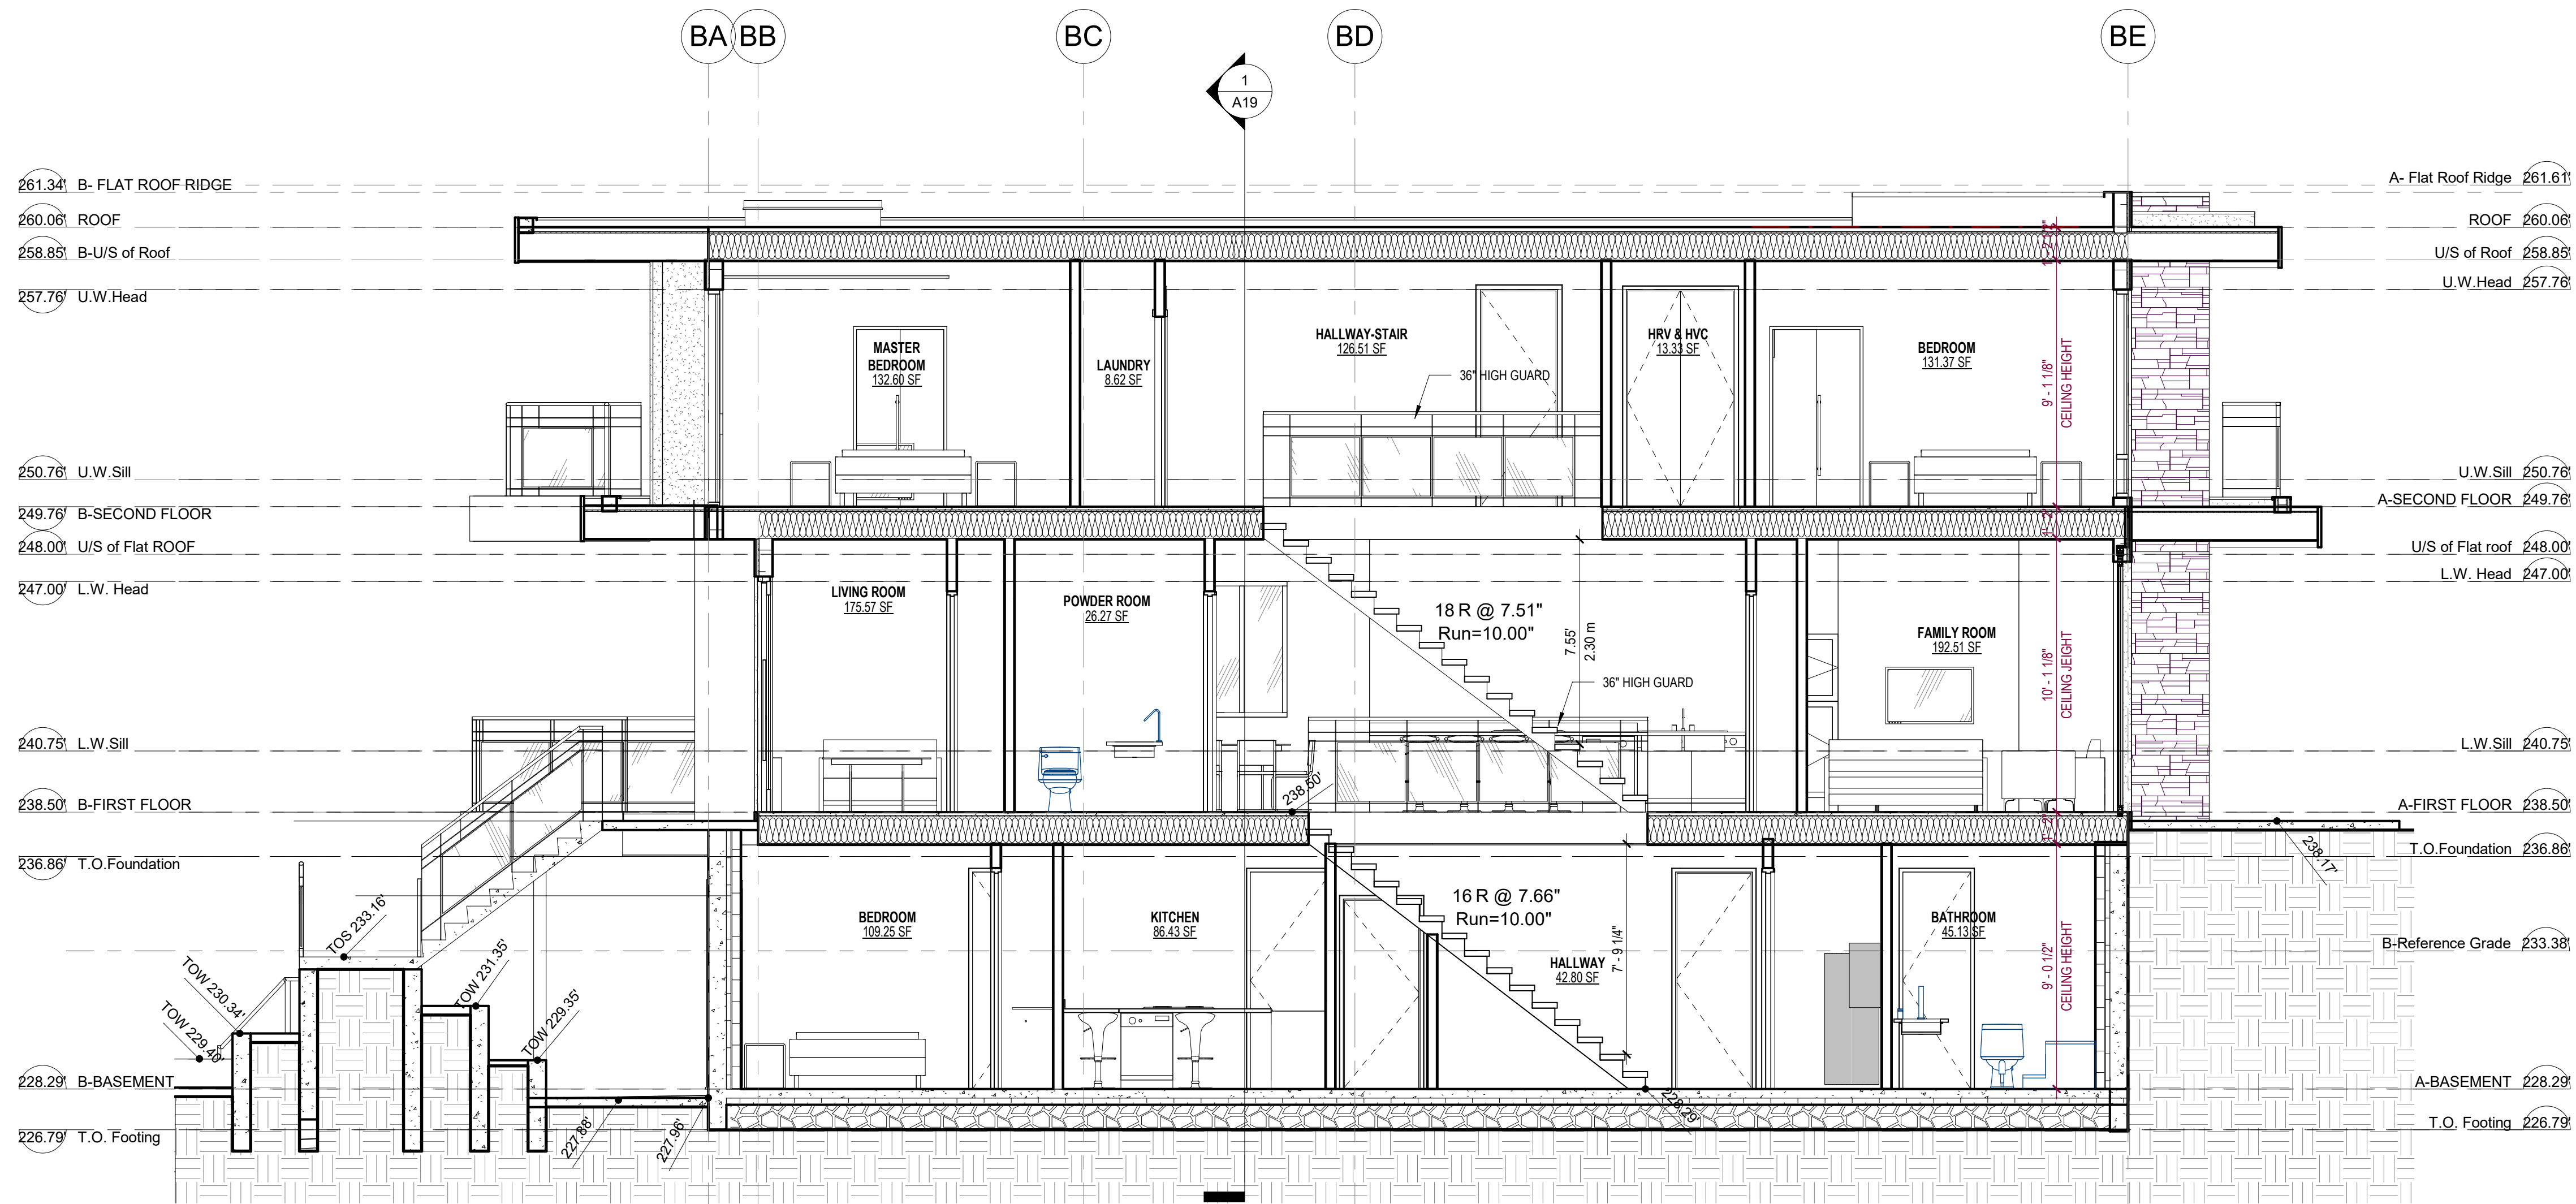 BA
BB
BC
BD
BE
1
A19
261.34' B- FLAT ROOF RIDGE
260.06' ROOF
258.85' B-U/S of Roof
257.76' U.W.Head
250.76' U.W.Sill
249.76' B-SECOND FLOOR
248.00' U/S of Flat ROOF
247.00' L.W. Head
240.75' L.W.Sill
238.50' B-FIRST FLOOR
236.86' T.O.Foundation
228.29' B-BASEMENT
226.79' T.O. Footing
A- Flat Roof Ridge 261.61'
ROOF 260.06'
U/S of Roof 258.85'
U.W.Head 257.76'
U.W.Sill 250.76'
A-SECOND FLOOR 249.76'
U/S of Flat roof 248.00'
L.W. Head 247.00'
L.W.Sill 240.75'
A-FIRST FLOOR 238.50'
T.O.Foundation 236.86'
B-Reference Grade 233.38'
A-BASEMENT 228.29'
T.O. Footing 226.79'
MASTER
BEDROOM
132.60 SF
LAUNDRY
8.62 SF
HALLWAY-STAIR
126.51 SF
36" HIGH GUARD
HRV & HVC
13.33 SF
BEDROOM
131.37 SF
1'- 2 1/2"
9' - 1 1/8"
CEILING HEIGHT
LIVING ROOM
175.57 SF
POWDER ROOM
26.27 SF
18 R @ 7.51"
Run=10.00"
7.55'
2.30 m
36" HIGH GUARD
FAMILY ROOM
192.51 SF
1' - 2"
10' - 1 1/8"
CEILING JEIGHT
238.50'
238.17'
BEDROOM
109.25 SF
KITCHEN
86.43 SF
16 R @ 7.66"
Run=10.00"
HALLWAY
42.80 SF
7' - 9 1/4"
BATHROOM
45.13 SF
1' - 2"
9' - 0 1/2"
CEILING HEIGHT
228.29'
TOS 233.16'
TOW 231.35'
TOW 230.34'
TOW 229.40'
TOW 229.35'
227.88'
227.96'